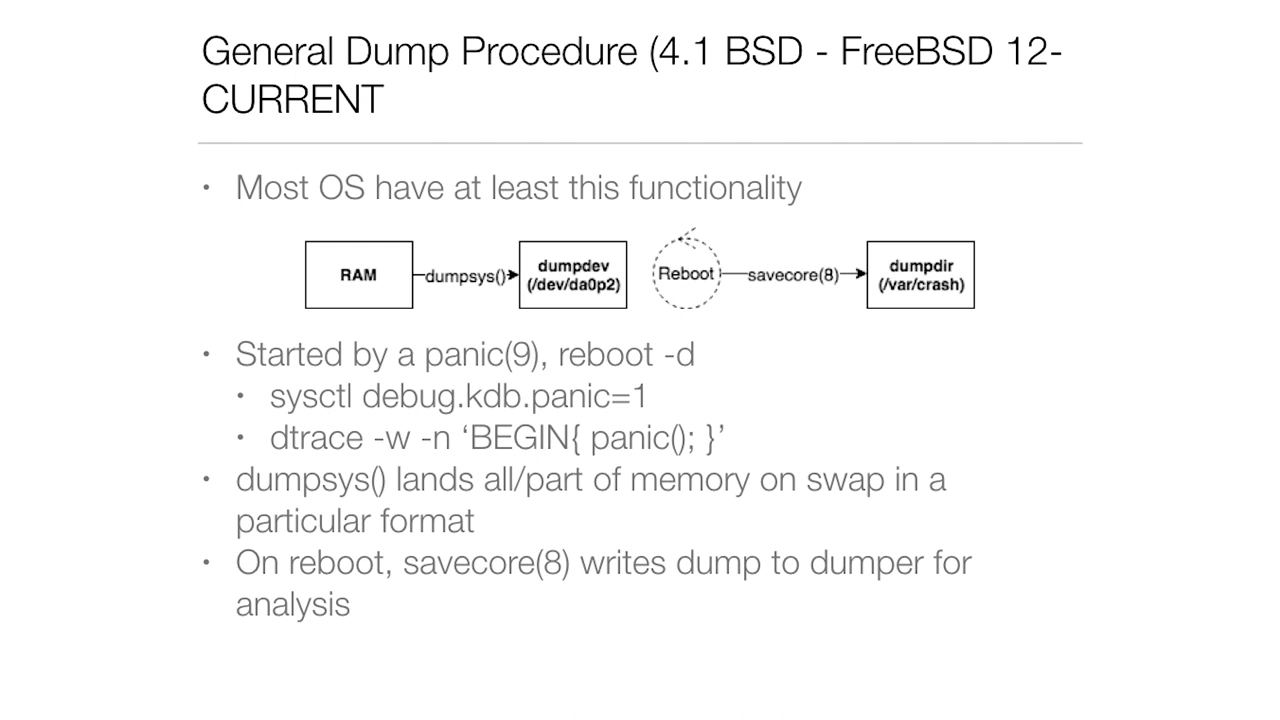 General Dump Procedure (4.1 BSD - FreeBSD 12-
CURRENT
• Most OS have at least this functionality
RAM
dumpsys()
dumpdev
(/dev/da0p2)
Reboot
savecore(8)
dumpdir
(/var/crash)
• Started by a panic(9), reboot -d
• sysctl debug.kdb.panic=1
• dtrace -w -n ‘BEGIN{ panic(); }’
• dumpsys() lands all/part of memory on swap in a
particular format
• On reboot, savecore(8) writes dump to dumper for
analysis